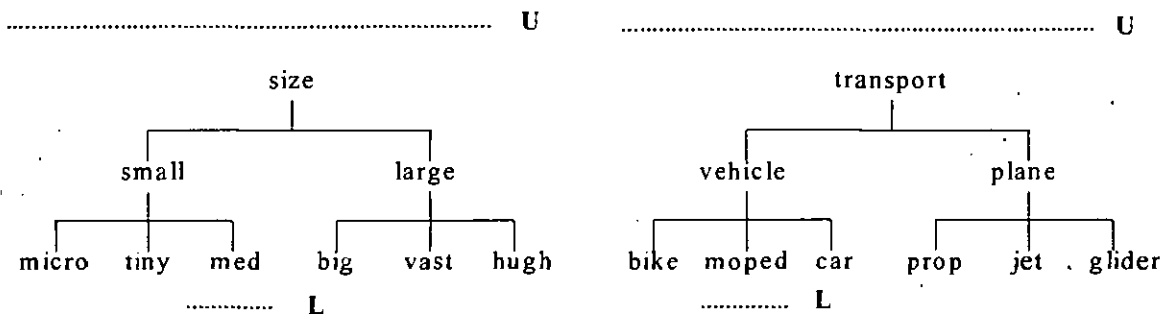 U U
size transport
small large vehicle plane
micro tiny med big vast hugh bike moped car prop jet glider
L L